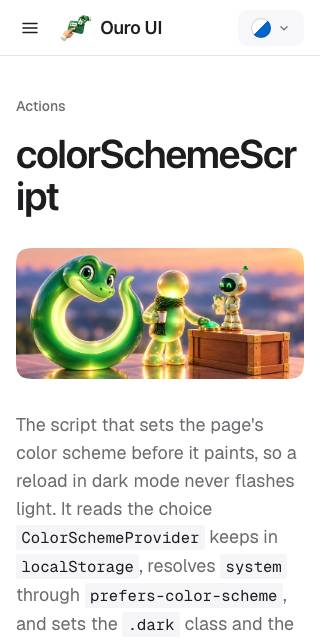 Ouro UI
Actions
colorSchemeScr
ipt
The script that sets the page's
color scheme before it paints, so a
reload in dark mode never flashes
light. It reads the choice
ColorSchemeProvider keeps in
localStorage, resolves system
through prefers-color-scheme,
and sets the .dark class and the